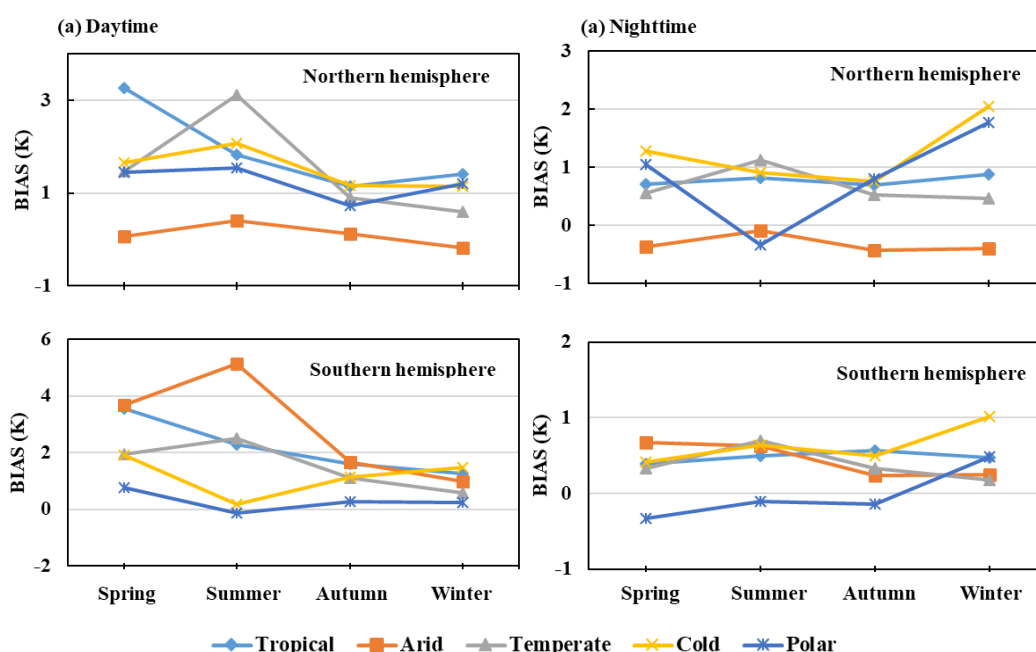 (a) Daytime
Northern hemisphere
BIAS (K)
3
1
-1
(a) Nighttime
Northern hemisphere
BIAS (K)
3
2
1
0
-1
Southern hemisphere
BIAS (K)
6
4
2
0
-2
Spring Summer Autumn Winter
Southern hemisphere
BIAS (K)
2
1
0
-1
Spring Summer Autumn Winter
Tropical Arid Temperate Cold Polar